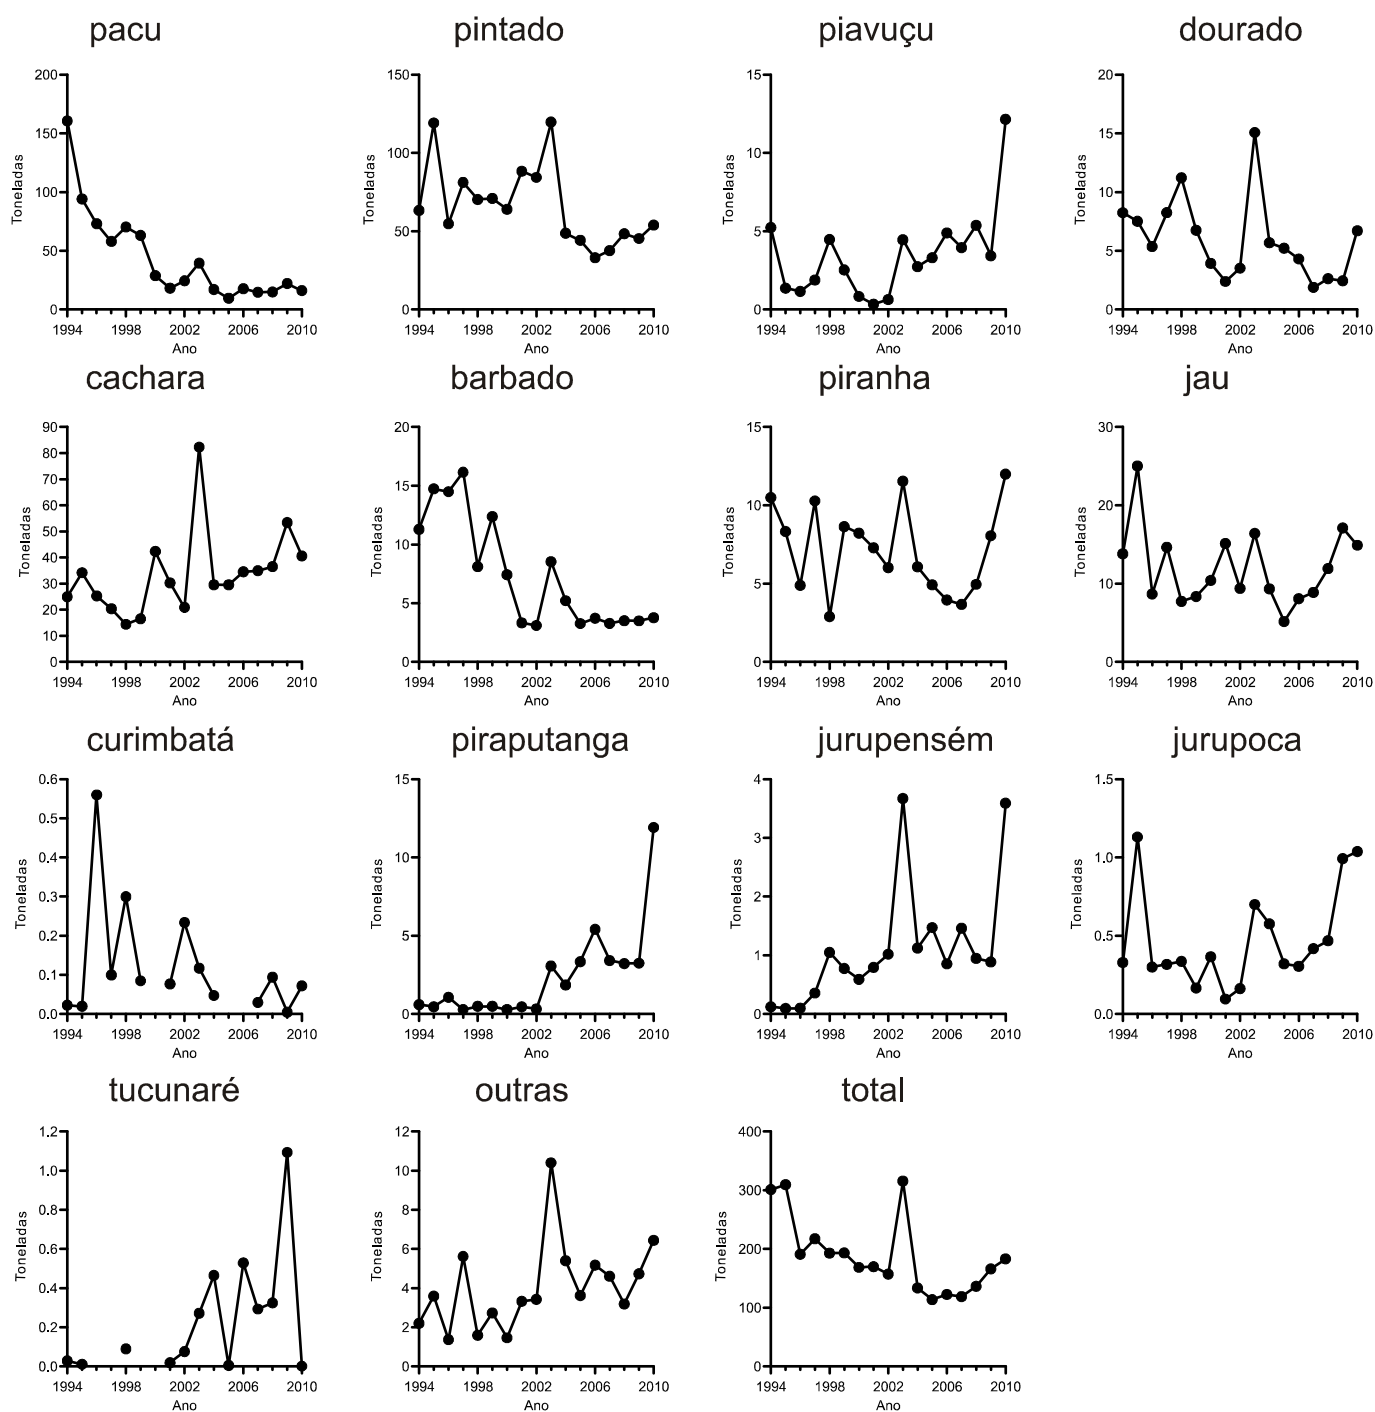 pacu
pintado
piavuçu
dourado
200
150
100
50
0
Toneladas
1994 1998 2002 2006 2010
Ano
150
100
50
0
Toneladas
1994 1998 2002 2006 2010
Ano
15
10
5
0
Toneladas
1994 1998 2002 2006 2010
Ano
20
15
10
5
0
Toneladas
1994 1998 2002 2006 2010
Ano
cachara
barbado
piranha
jau
90
80
70
60
50
40
30
20
10
0
Toneladas
1994 1998 2002 2006 2010
Ano
20
15
10
5
0
Toneladas
1994 1998 2002 2006 2010
Ano
15
10
5
0
Toneladas
1994 1998 2002 2006 2010
Ano
30
20
10
0
Toneladas
1994 1998 2002 2006 2010
Ano
curimbatá
piraputanga
jurupensém
jurupoca
0.6
0.5
0.4
0.3
0.2
0.1
0.0
Toneladas
1994 1998 2002 2006 2010
Ano
15
10
5
0
Toneladas
1994 1998 2002 2006 2010
Ano
4
3
2
1
0
Toneladas
1994 1998 2002 2006 2010
Ano
1.5
1.0
0.5
0.0
Toneladas
1994 1998 2002 2006 2010
Ano
tucunaré
outras
total
1.2
1.0
0.8
0.6
0.4
0.2
0.0
Toneladas
1994 1998 2002 2006 2010
Ano
12
10
8
6
4
2
0
Toneladas
1994 1998 2002 2006 2010
Ano
400
300
200
100
0
Toneladas
1994 1998 2002 2006 2010
Ano